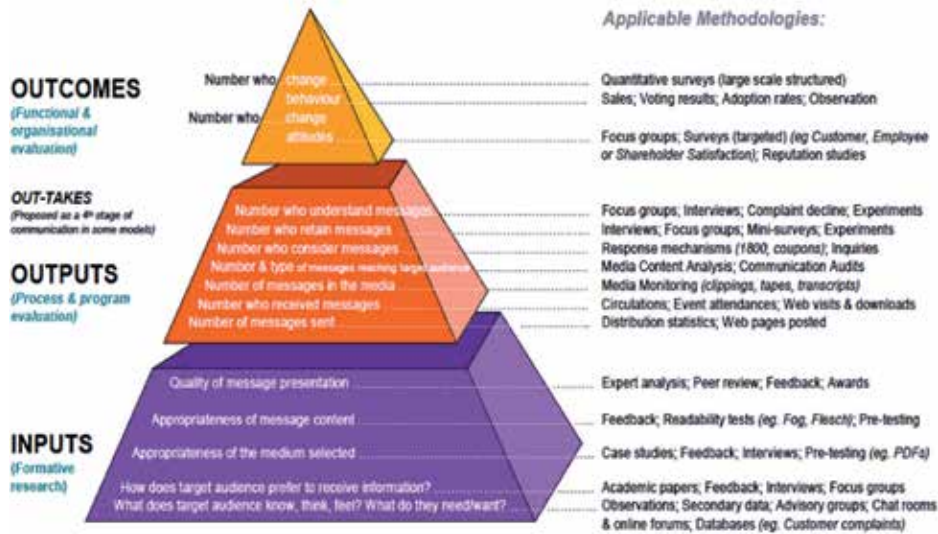 Applicable Methodologies:
OUTCOMES
(Functional &
organisational
evaluation)
Number who change
behaviour
Number who change
attitudes
Quantitative surveys (large scale structured)
Sales; Voting results; Adoption rates; Observation
Focus groups; Surveys (targeted) (eg Customer, Employee
or Shareholder Satisfaction); Reputation studies
OUT-TAKES
(Proposed as a 4th stage of
communication in some models)
OUTPUTS
(Process & program
evaluation)
Number who understand messages
Focus groups; Interviews; Complaint decline; Experiments
Number who retain messages
Interviews; Focus groups; Mini-surveys; Experiments
Number who consider messages
Response mechanisms (1800, coupons); Inquiries
Number & type of messages reaching target audience
Media Content Analysis; Communication Audits
Number of messages in the media
Media Monitoring (clippings, tapes, transcripts)
Number who received messages
Circulations; Event attendances; Web visits & downloads
Number of messages sent
Distribution statistics; Web pages posted
INPUTS
(Formative
research)
Quality of message presentation
Expert analysis; Peer review; Feedback; Awards
Appropriateness of message content
Feedback; Readability tests (eg. Fog, Flesch); Pre-testing
Appropriateness of the medium selected
Case studies; Feedback; Interviews; Pre-testing (eg. PDFs)
How does target audience prefer to receive information?
Academic papers; Feedback; Interviews; Focus groups
What does target audience know, think, feel? What do they need/want?
Observations; Secondary data; Advisory groups; Chat rooms
& online forums; Databases (eg. Customer complaints)